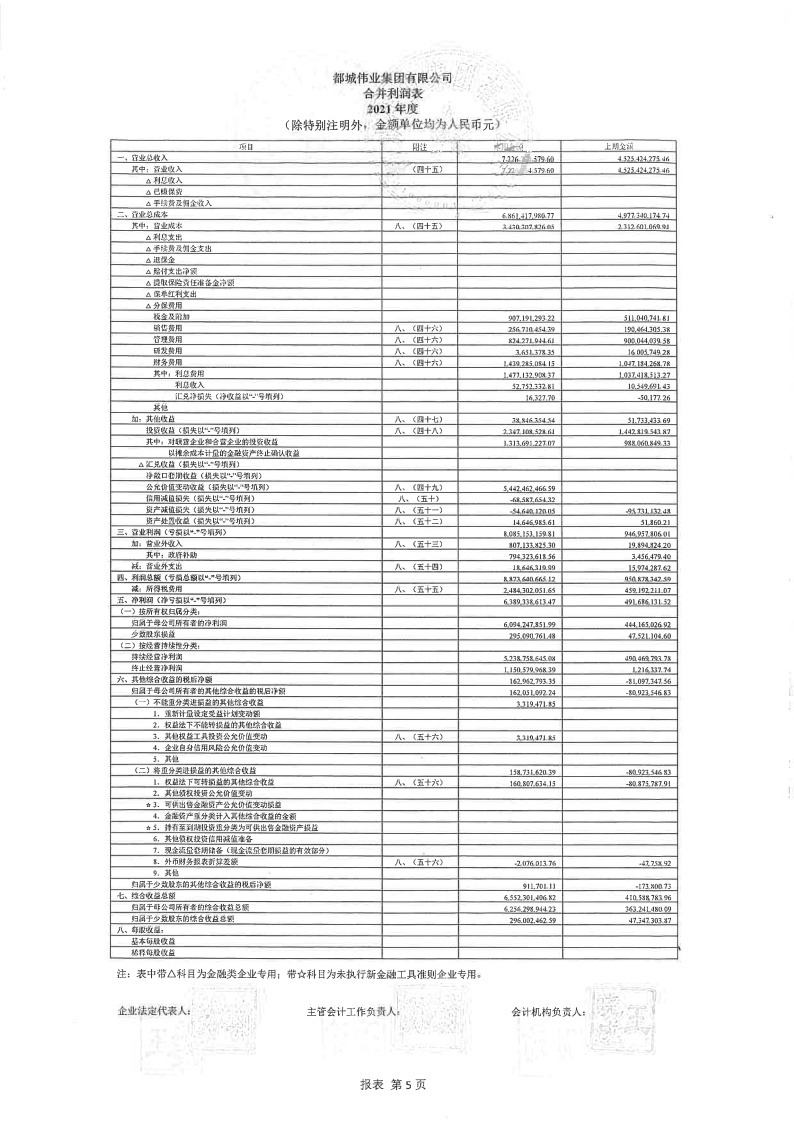 都城伟业集团有限公司
合并利润表
2021 年度
（除特别注明外，金额单位均为人民币元）
项目 附注 上期金额
一、营业总收入 4,525,424,275.46
其中：营业收入 （四十五） 4,525,424,275.46
△利息收入
△已赚保费
△手续费及佣金收入
二、营业总成本 6,861,417,980.77 4,977,340,174.74
其中：营业成本 八、（四十五） 3,430,307,826.05 2,312,601,069.91
△利息支出
△手续费及佣金支出
△退保金
△赔付支出净额
△提取保险责任准备金净额
△保单红利支出
△分保费用
税金及附加 907,191,293.22 511,040,741.81
销售费用 八、（四十六） 256,710,454.39 190,464,305.38
管理费用 八、（四十六） 824,271,944.61 900,044,039.58
研发费用 八、（四十六） 3,651,378.35 16,005,749.28
财务费用 八、（四十六） 1,439,285,084.15 1,047,184,268.78
其中：利息费用 1,477,132,908.37 1,037,418,513.27
利息收入 52,752,332.81 10,549,691.43
汇兑净损失（净收益以“-”号填列） 16,327.70 -50,177.26
其他
加：其他收益 八、（四十七） 38,846,354.54 51,733,433.69
投资收益（损失以“-”号填列） 八、（四十八） 2,347,108,528.61 1,442,819,543.87
其中：对联营企业和合营企业的投资收益 1,313,691,227.07 988,060,849.33
以摊余成本计量的金融资产终止确认收益
△汇兑收益（损失以“-”号填列）
净敞口套期收益（损失以“-”号填列）
公允价值变动收益（损失以“-”号填列） 八、（四十九） 5,442,462,466.59
信用减值损失（损失以“-”号填列） 八、（五十） -68,587,654.32
资产减值损失（损失以“-”号填列） 八、（五十一） -54,640,120.05 -95,731,132.48
资产处置收益（损失以“-”号填列） 八、（五十二） 14,646,985.61 51,860.21
三、营业利润（亏损以“-”号填列） 8,085,153,159.81 946,957,806.01
加：营业外收入 八、（五十三） 807,133,825.30 19,894,824.20
其中：政府补助 794,323,618.56 3,456,479.40
减：营业外支出 八、（五十四） 18,646,319.99 15,974,287.62
四、利润总额（亏损总额以“-”号填列） 8,873,640,665.12 950,878,342.59
减：所得税费用 八、（五十五） 2,484,302,051.65 459,192,211.07
五、净利润（净亏损以“-”号填列） 6,389,338,613.47 491,686,131.52
（一）按所有权归属分类：
归属于母公司所有者的净利润 6,094,247,851.99 444,165,026.92
少数股东损益 295,090,761.48 47,521,104.60
（二）按经营持续性分类：
持续经营净利润 5,238,758,645.08 490,469,793.78
终止经营净利润 1,150,579,968.39 1,216,337.74
六、其他综合收益的税后净额 162,962,793.35 -81,097,347.56
归属于母公司所有者的其他综合收益的税后净额 162,051,092.24 -80,923,546.83
（一）不能重分类进损益的其他综合收益 3,319,471.85
1．重新计量设定受益计划变动额
2．权益法下不能转损益的其他综合收益
3．其他权益工具投资公允价值变动 八、（五十六） 3,319,471.85
4．企业自身信用风险公允价值变动
5．其他
（二）将重分类进损益的其他综合收益 158,731,620.39 -80,923,546.83
1．权益法下可转损益的其他综合收益 八、（五十六） 160,807,634.15 -80,875,787.91
2．其他债权投资公允价值变动
☆3．可供出售金融资产公允价值变动损益
4．金融资产重分类计入其他综合收益的金额
☆5．持有至到期投资重分类为可供出售金融资产损益
6．其他债权投资信用减值准备
7．现金流量套期储备（现金流量套期损益的有效部分）
8．外币财务报表折算差额 八、（五十六） -2,076,013.76 -47,758.92
9．其他
归属于少数股东的其他综合收益的税后净额 911,701.11 -173,800.73
七、综合收益总额 6,552,301,406.82 410,588,783.96
归属于母公司所有者的综合收益总额 6,256,298,944.23 363,241,480.09
归属于少数股东的综合收益总额 296,002,462.59 47,347,303.87
八、每股收益：
基本每股收益
稀释每股收益
注：表中带△科目为金融类企业专用；带☆科目为未执行新金融工具准则企业专用。
企业法定代表人： 主管会计工作负责人： 会计机构负责人：
报表 第 5 页